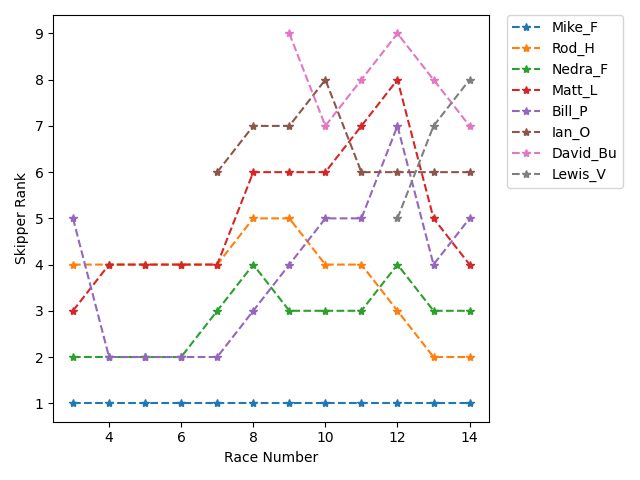 9
8
7
6
5
4
3
2
1
Skipper Rank
4 6 8 10 12 14
Race Number
Mike_F
Rod_H
Nedra_F
Matt_L
Bill_P
Ian_O
David_Bu
Lewis_V